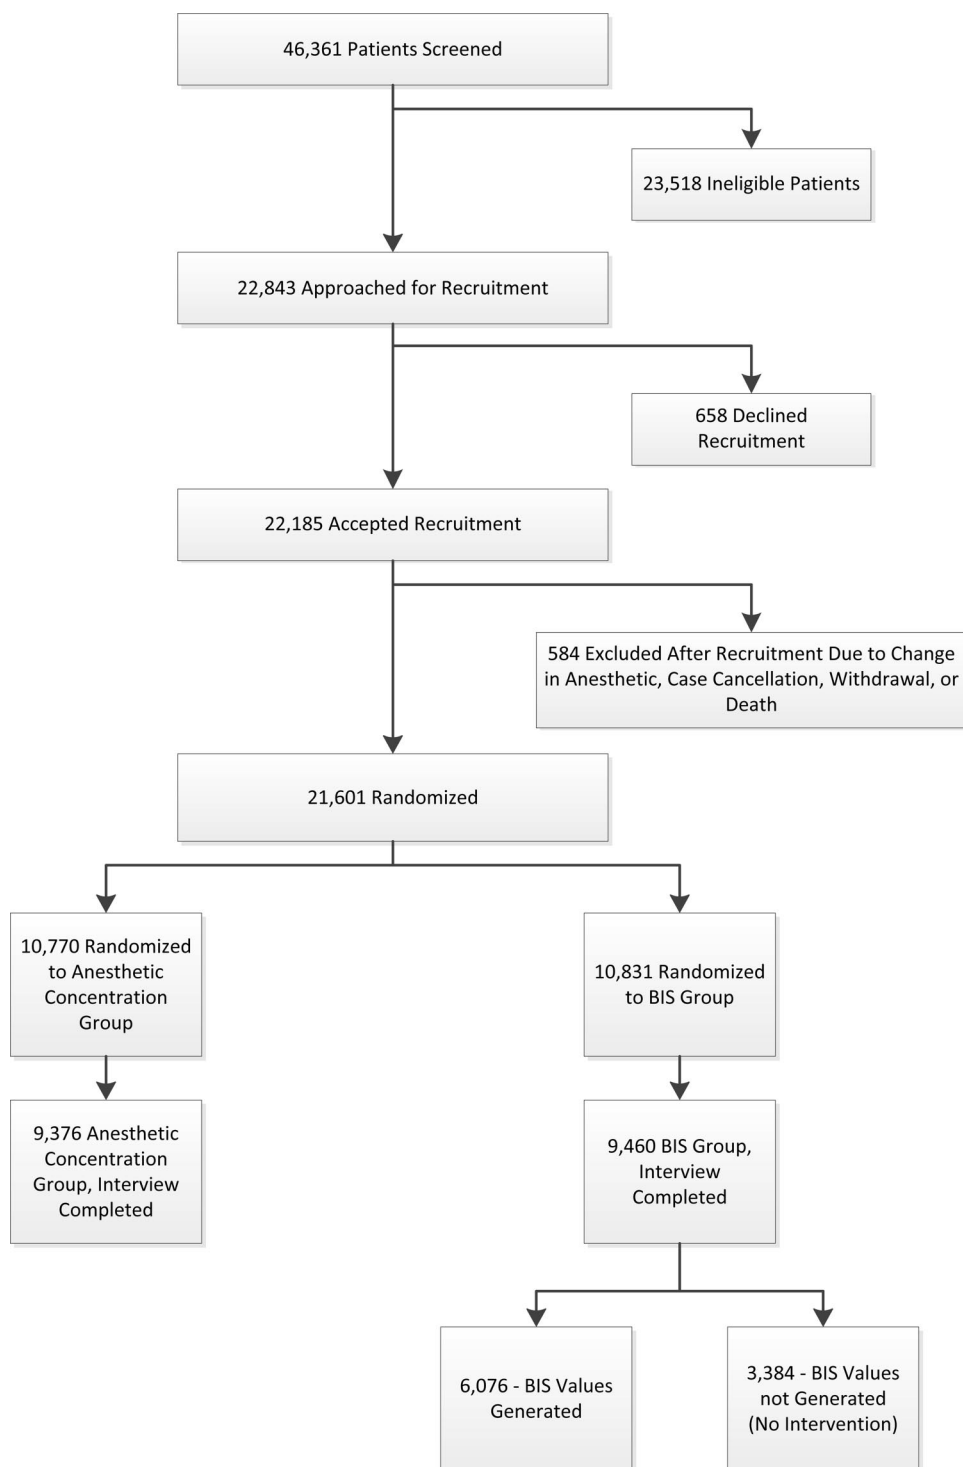 46,361 Patients Screened
23,518 Ineligible Patients
22,843 Approached for Recruitment
658 Declined
Recruitment
22,185 Accepted Recruitment
584 Excluded After Recruitment Due to Change
in Anesthetic, Case Cancellation, Withdrawal, or
Death
21,601 Randomized
10,770 Randomized
to Anesthetic
Concentration
Group
10,831 Randomized
to BIS Group
9,376 Anesthetic
Concentration
Group, Interview
Completed
9,460 BIS Group,
Interview
Completed
6,076 - BIS Values
Generated
3,384 - BIS Values
not Generated
(No Intervention)